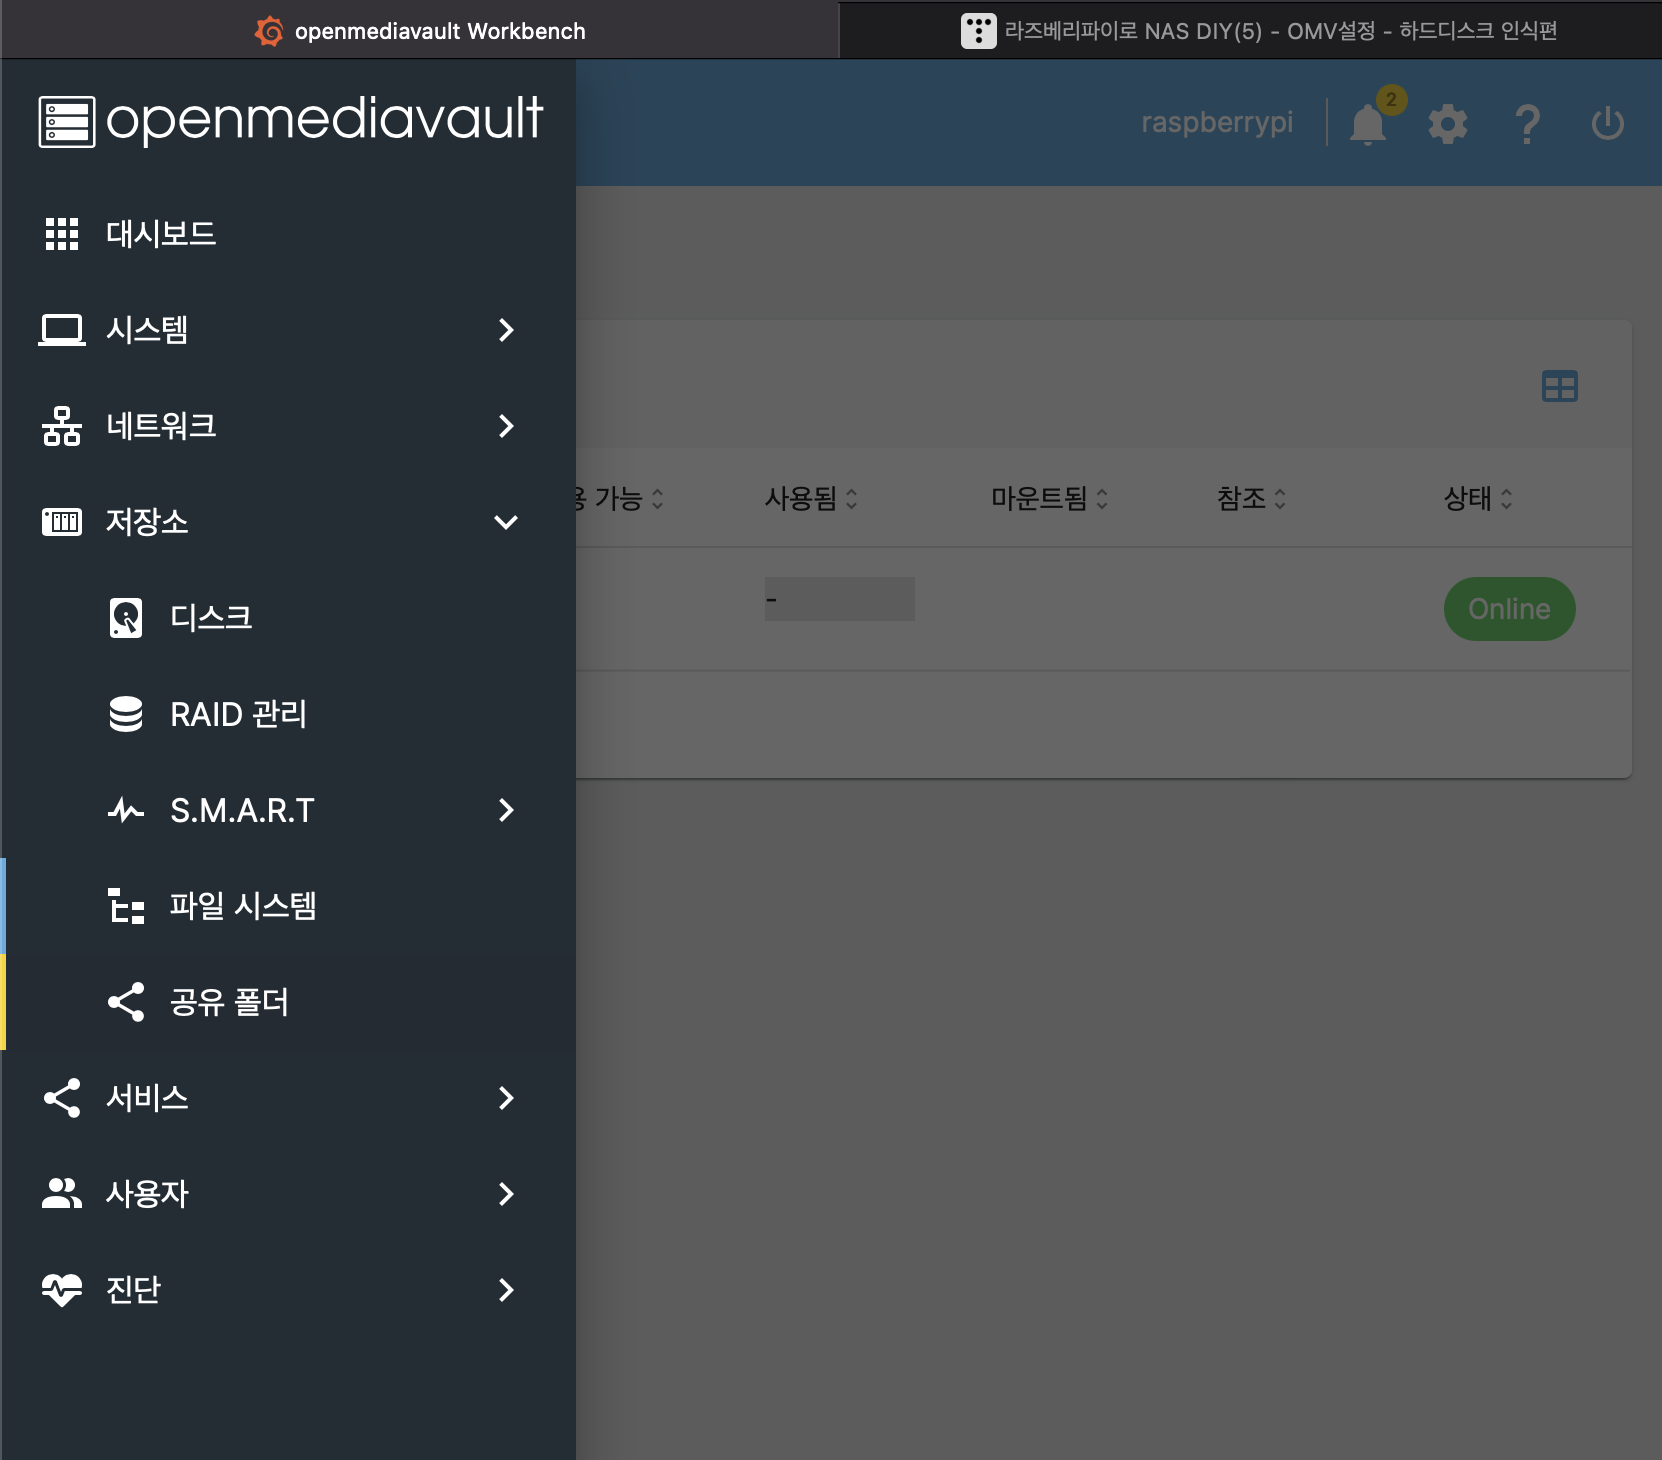 openmediavault Workbench
라즈베리파이로 NAS DIY(5) - OMV설정 - 하드디스크 인식편
openmediavault
raspberrypi
2
대시보드
시스템
네트워크
저장소
디스크
RAID 관리
S.M.A.R.T
파일 시스템
공유 폴더
서비스
사용자
진단
가능 사용됨 마운트됨 참조 상태
- Online